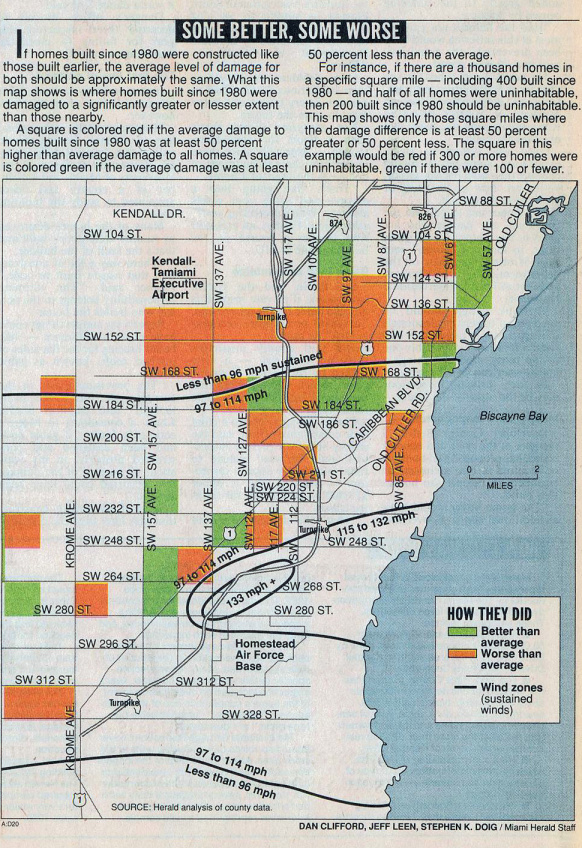 SOME BETTER, SOME WORSE
If homes built since 1980 were constructed like
those built earlier, the average level of damage for
both should be approximately the same. What this
map shows is where homes built since 1980 were
damaged to a significantly greater or lesser extent
than those nearby.
A square is colored red if the average damage to
homes built since 1980 was at least 50 percent
higher than average damage to all homes. A square
is colored green if the average damage was at least
50 percent less than the average.
For instance, if there are a thousand homes in
a specific square mile — including 400 built since
1980 — and half of all homes were uninhabitable,
then 200 built since 1980 should be uninhabitable.
This map shows only those square miles where
the damage difference is at least 50 percent
greater or 50 percent less. The square in this
example would be red if 300 or more homes were
uninhabitable, green if there were 100 or fewer.
SW 88 ST.
KENDALL DR.
874
826
OLD CUTLER
SW 104 ST.
SW 104 ST.
SW 137 AVE.
SW 117 AVE.
SW 107 AVE.
SW 97 AVE.
SW 87 AVE.
SW 67 AVE.
SW 57 AVE.
1
Kendall-
Tamiami
Executive
Airport
SW 124 ST.
SW 136 ST.
Turnpike
SW 152 ST.
SW 152 ST.
1
SW 168 ST.
SW 168 ST.
Less than 96 mph sustained
97 to 114 mph
SW 184 ST.
SW 184 ST.
SW 186 ST.
CARIBBEAN BLVD.
OLD CUTLER RD.
Biscayne Bay
SW 157 AVE.
SW 127 AVE.
SW 200 ST.
SW 211 ST.
SW 216 ST.
SW 220 ST.
SW 224 ST.
SW 85 AVE.
0 2
MILES
SW 232 ST.
KROME AVE.
SW 157 AVE.
SW 137 AVE.
SW 124 AVE.
117 AVE.
SW 112
1
115 to 132 mph
Turnpike
SW 248 ST.
SW 248 ST.
97 to 114 mph
SW 264 ST.
SW 268 ST.
133 mph +
SW 280 ST.
SW 280 ST.
SW 296 ST.
Homestead
Air Force
Base
SW 312 ST.
SW 312 ST.
Turnpike
SW 328 ST.
KROME AVE.
HOW THEY DID
Better than
average
Worse than
average
Wind zones
(sustained
winds)
97 to 114 mph
Less than 96 mph
1
SOURCE: Herald analysis of county data.
A:D20
DAN CLIFFORD, JEFF LEEN, STEPHEN K. DOIG / Miami Herald Staff